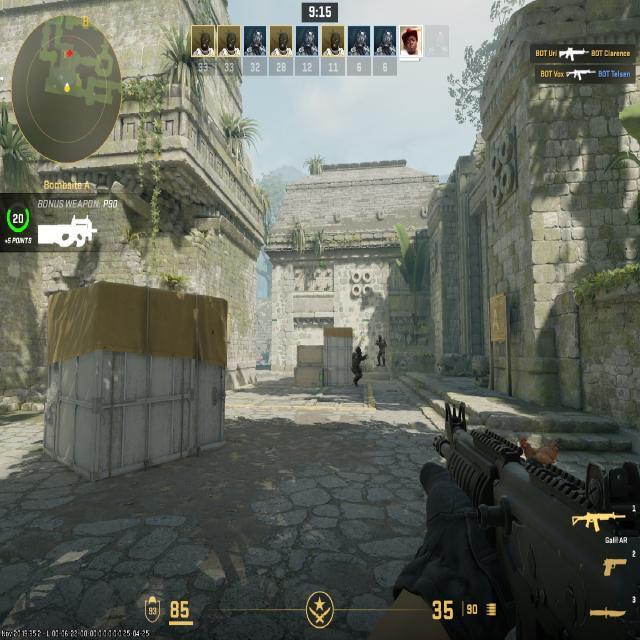 9:15
33 33 32 28 12 11 6 6
BOT Uri BOT Clarence
BOT Vox BOT Telsen
B
Bombsite A
BONUS WEAPON: P90
20
+5 POINTS
1
Galil AR
2
3
93 85
35 | 90